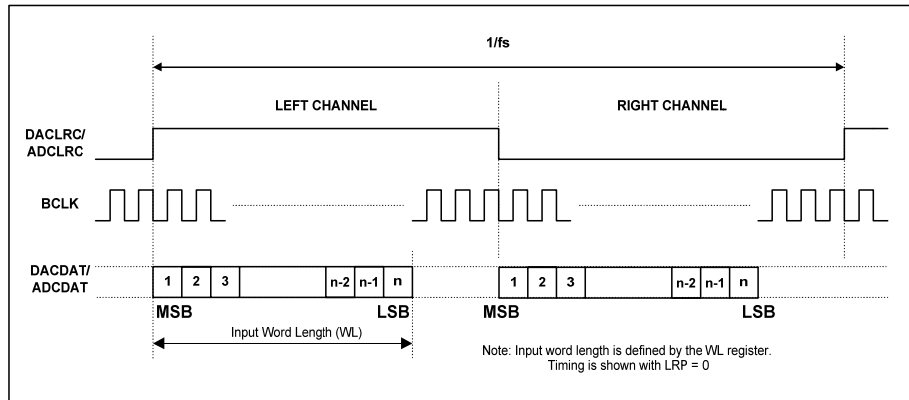 1/fs
LEFT CHANNEL
RIGHT CHANNEL
DACLRC/
ADCLRC
BCLK
DACDAT/
ADCDAT
1 2 3 n-2 n-1 n
1 2 3 n-2 n-1 n
MSB
LSB
MSB
LSB
Input Word Length (WL)
Note: Input word length is defined by the WL register.
Timing is shown with LRP = 0